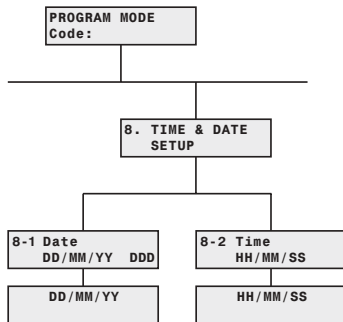 PROGRAM MODE
Code:
8. TIME & DATE
SETUP
8-1 Date
DD/MM/YY DDD
8-2 Time
HH/MM/SS
DD/MM/YY
HH/MM/SS